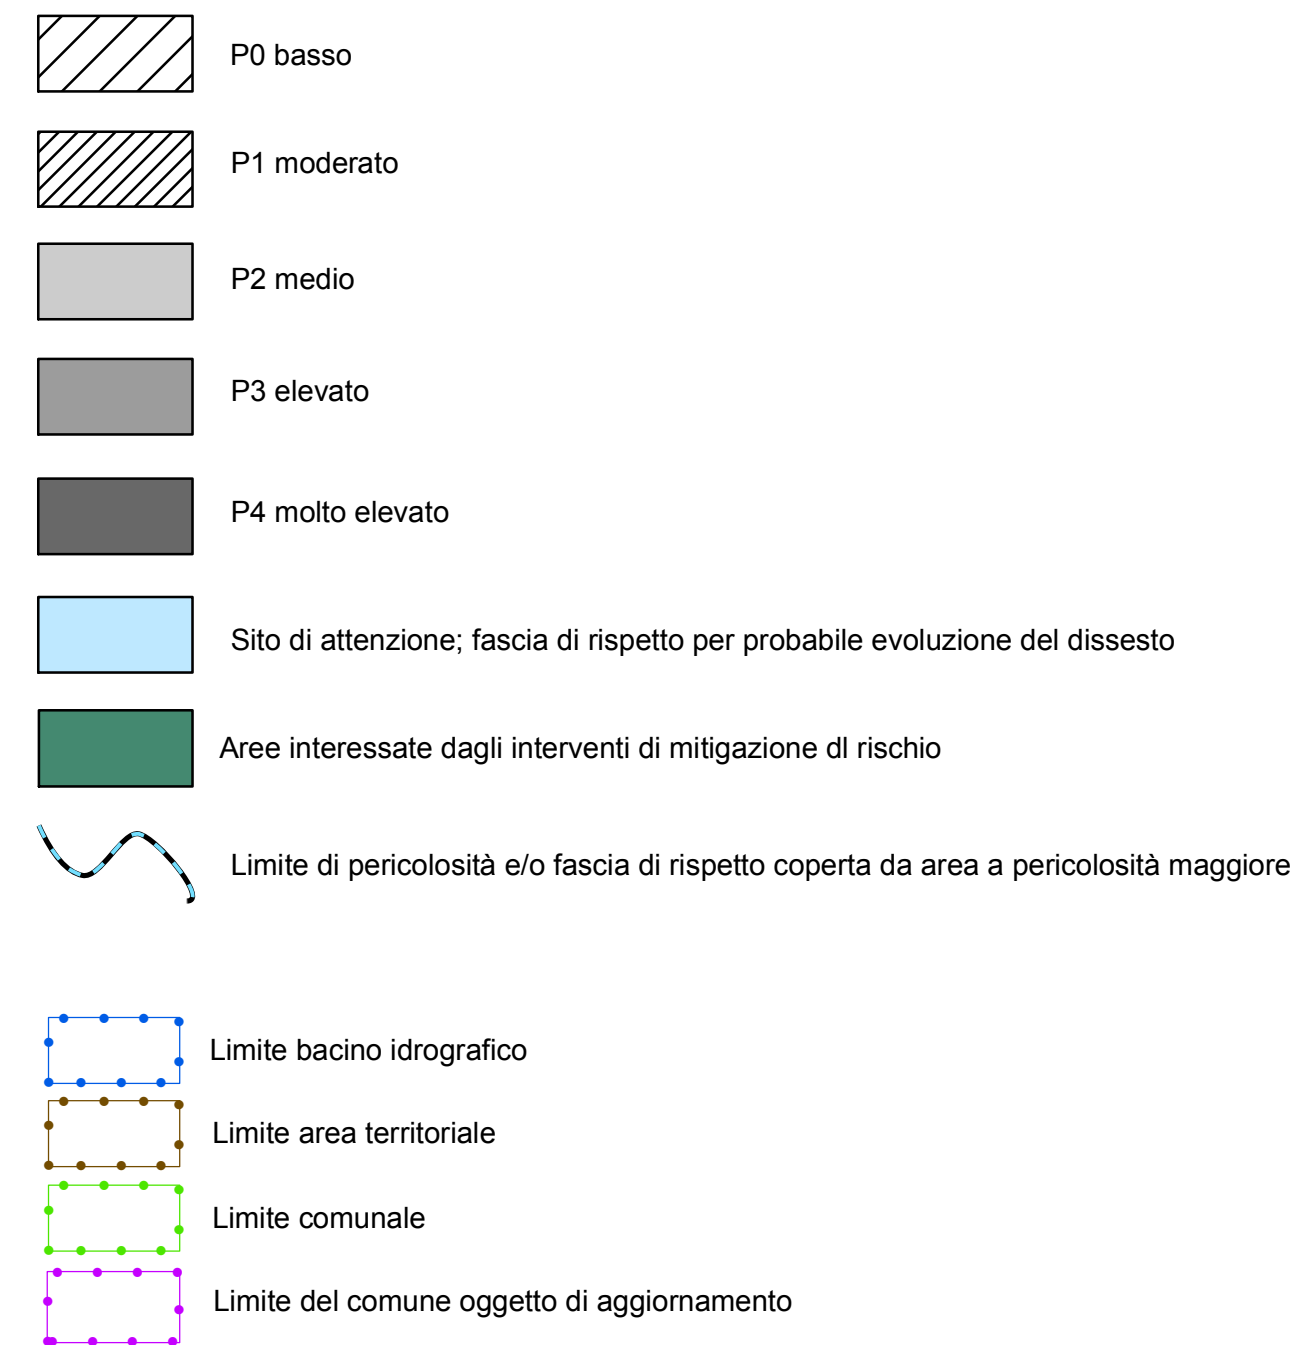 P0 basso
P1 moderato
P2 medio
P3 elevato
P4 molto elevato
Sito di attenzione; fascia di rispetto per probabile evoluzione del dissesto
Aree interessate dagli interventi di mitigazione dl rischio
Limite di pericolosità e/o fascia di rispetto coperta da area a pericolosità maggiore
Limite bacino idrografico
Limite area territoriale
Limite comunale
Limite del comune oggetto di aggiornamento